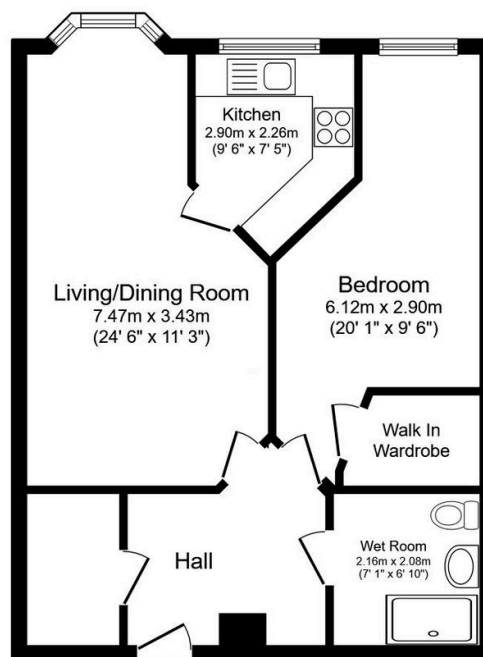 Kitchen
2.90m x 2.26m
(9' 6" x 7' 5")
Living/Dining Room
7.47m x 3.43m
(24' 6" x 11' 3")
Bedroom
6.12m x 2.90m
(20' 1" x 9' 6")
Walk In
Wardrobe
Hall
Wet Room
2.16m x 2.08m
(7' 1" x 6' 10")